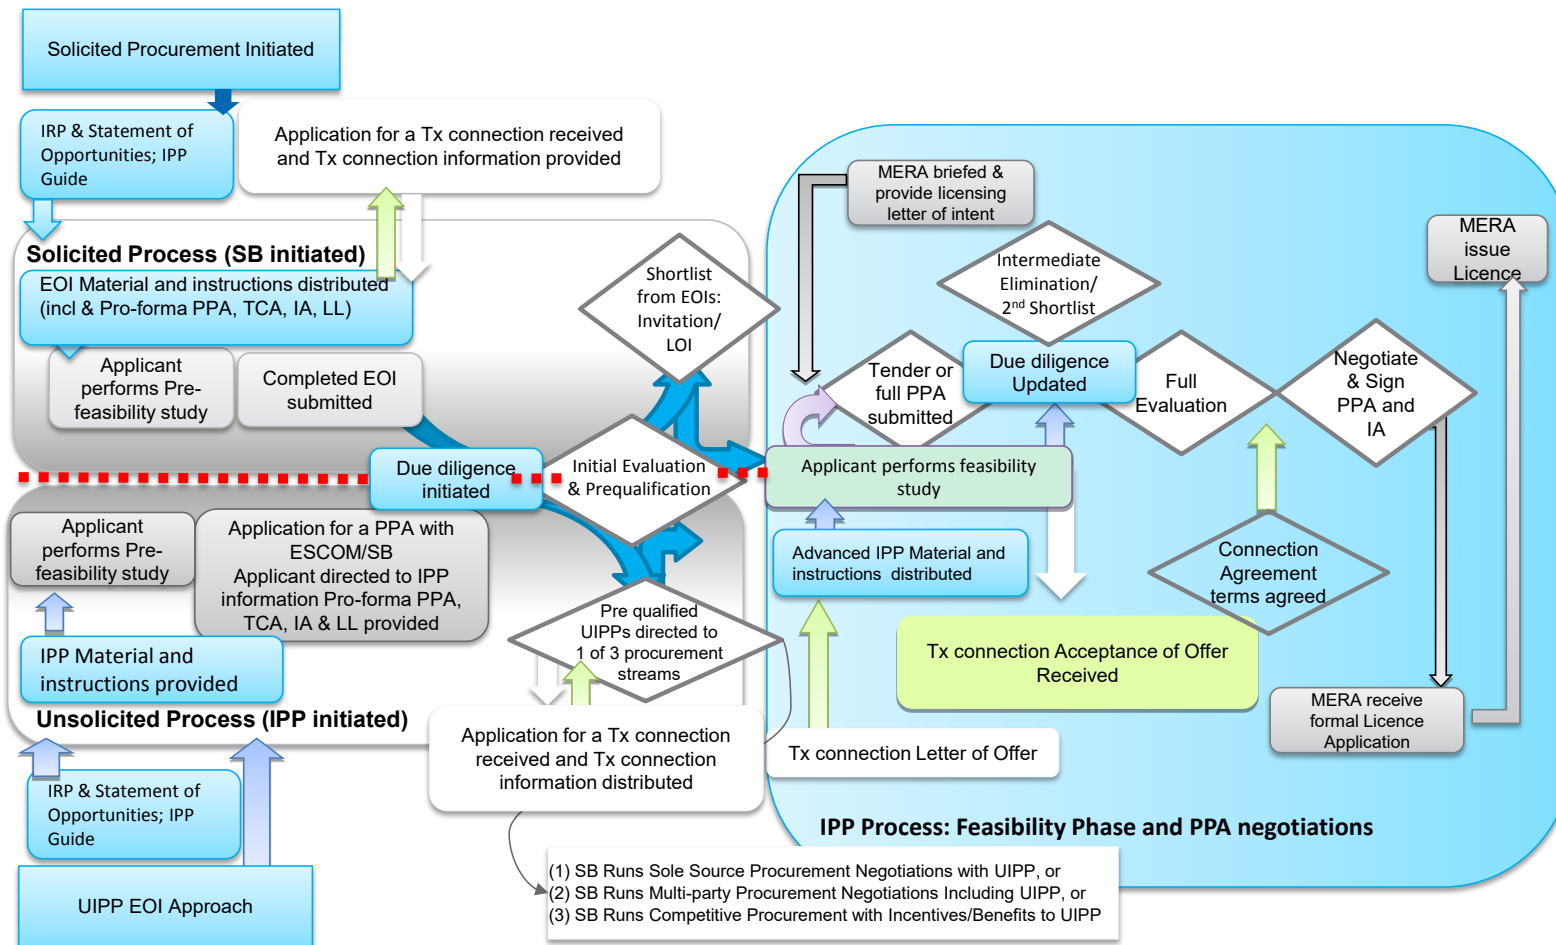 Solicited Procurement Initiated
IRP & Statement of
Opportunities; IPP
Guide
Application for a Tx connection received
and Tx connection information provided
Solicited Process (SB initiated)
EOI Material and instructions distributed
(incl & Pro-forma PPA, TCA, IA, LL)
Applicant
performs Pre-
feasibility study
Completed EOI
submitted
Shortlist
from EOIs:
Invitation/
LOI
Due diligence
initiated
Initial Evaluation
& Prequalification
Applicant
performs Pre-
feasibility study
Application for a PPA with
ESCOM/SB
Applicant directed to IPP
information Pro-forma PPA,
TCA, IA & LL provided
IPP Material and
instructions provided
Unsolicited Process (IPP initiated)
IRP & Statement of
Opportunities; IPP
Guide
UIPP EOI Approach
Pre qualified
UIPPs directed to
1 of 3 procurement
streams
Application for a Tx connection
received and Tx connection
information distributed
(1) SB Runs Sole Source Procurement Negotiations with UIPP, or
(2) SB Runs Multi-party Procurement Negotiations Including UIPP, or
(3) SB Runs Competitive Procurement with Incentives/Benefits to UIPP
MERA briefed &
provide licensing
letter of intent
Intermediate
Elimination/
2nd Shortlist
MERA
issue
Licence
Tender or
full PPA
submitted
Due diligence
Updated
Full
Evaluation
Negotiate
& Sign
PPA and
IA
Applicant performs feasibility
study
Advanced IPP Material and
instructions distributed
Connection
Agreement
terms agreed
Tx connection Acceptance of Offer
Received
MERA receive
formal Licence
Application
Tx connection Letter of Offer
IPP Process: Feasibility Phase and PPA negotiations